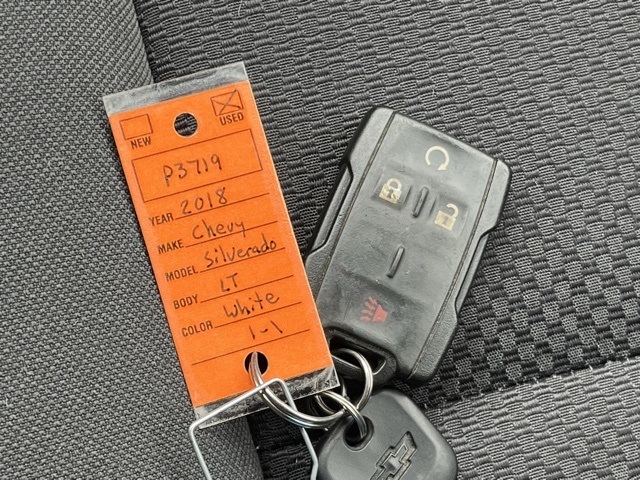 NEW USED
P3719
YEAR 2018
MAKE Chevy
MODEL Silverado
BODY LT
COLOR White
1-1